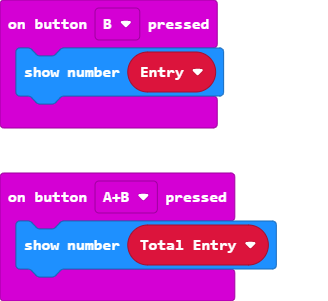 on button B pressed
show number Entry
on button A+B pressed
show number Total Entry